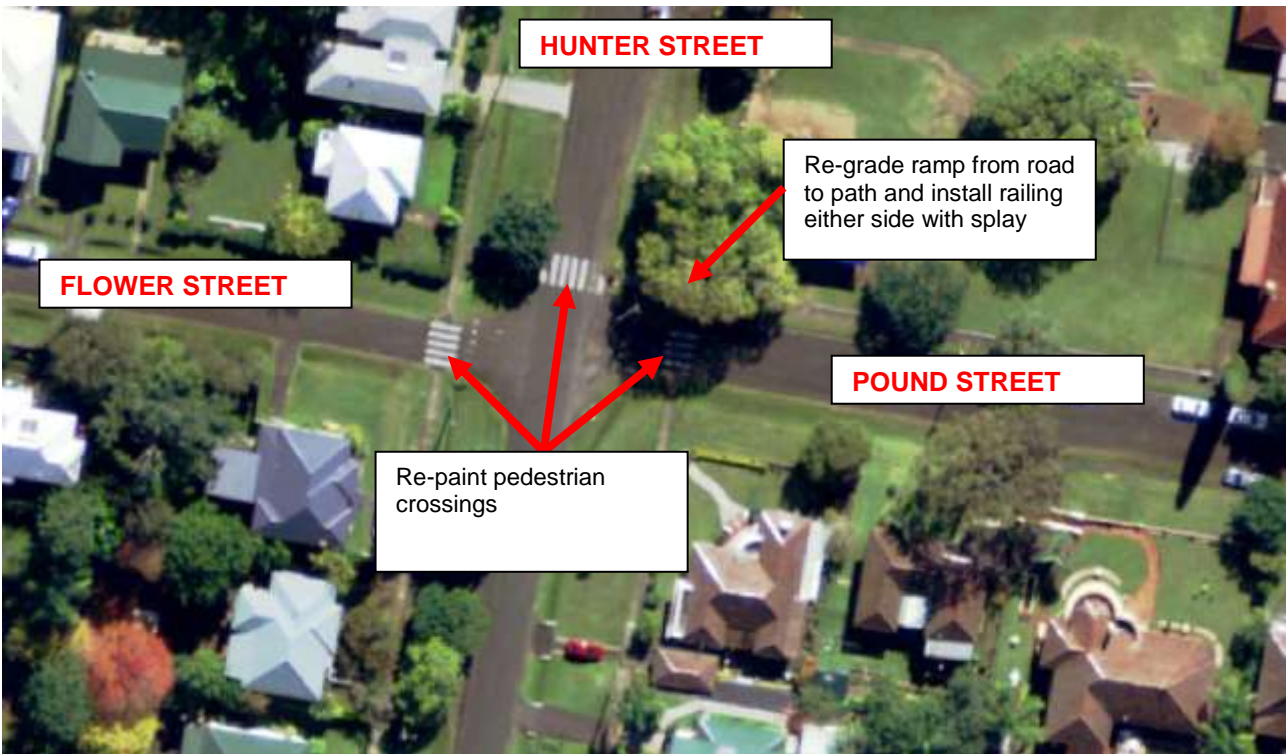 HUNTER STREET
Re-grade ramp from road
to path and install railing
either side with splay
FLOWER STREET
POUND STREET
Re-paint pedestrian
crossings